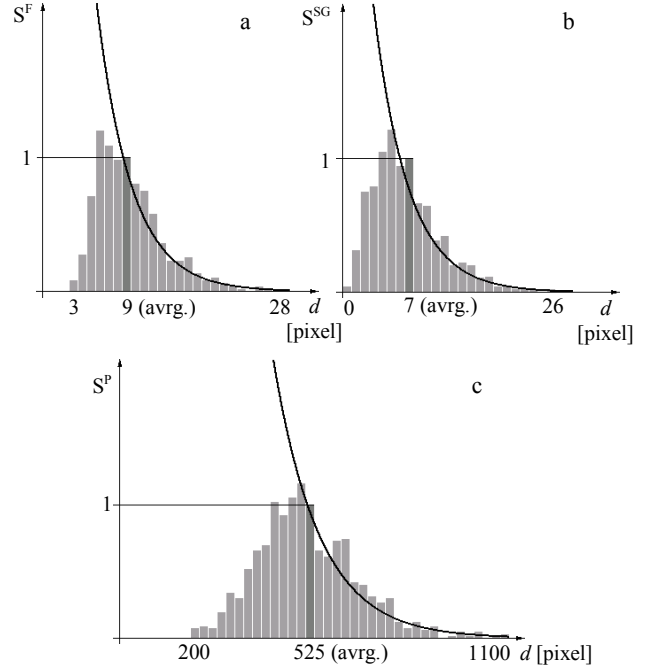 S^F a
1
3 9 (avrg.) 28 d
[pixel]
S^SG b
1
0 7 (avrg.) 26 d
[pixel]
S^P c
1
200 525 (avrg.) 1100 d [pixel]